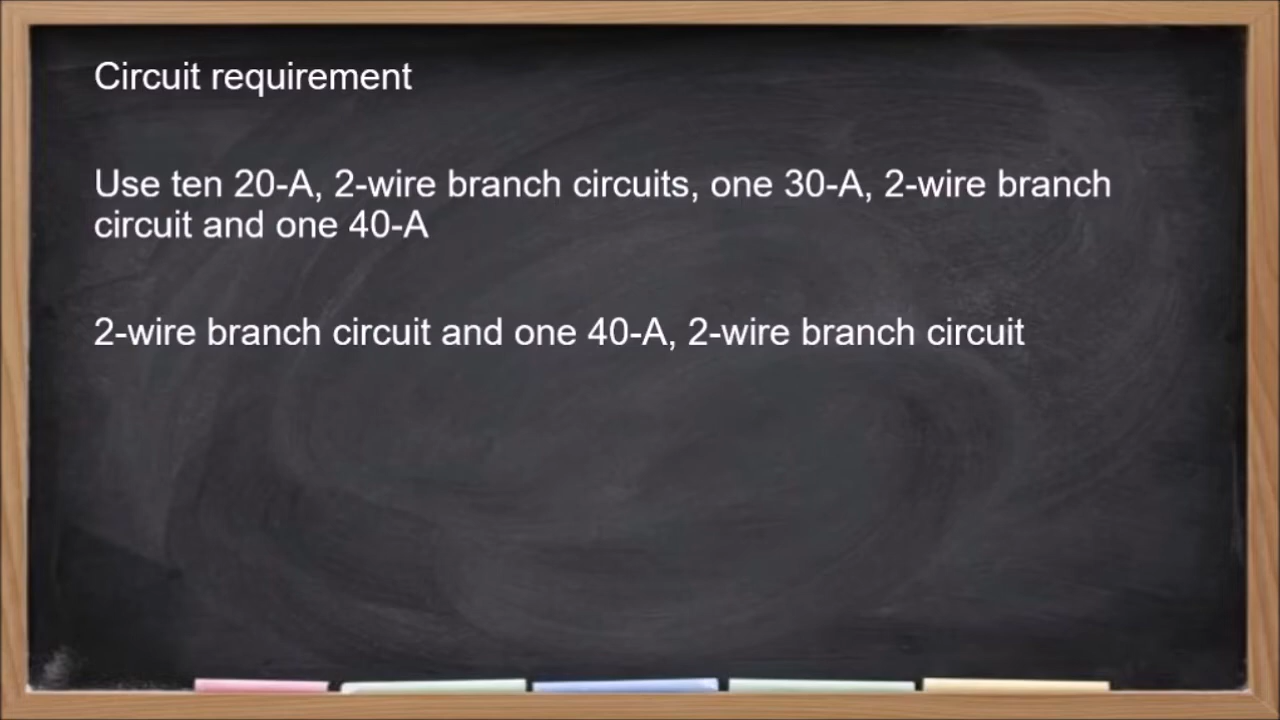 Circuit requirement
Use ten 20-A, 2-wire branch circuits, one 30-A, 2-wire branch
circuit and one 40-A
2-wire branch circuit and one 40-A, 2-wire branch circuit